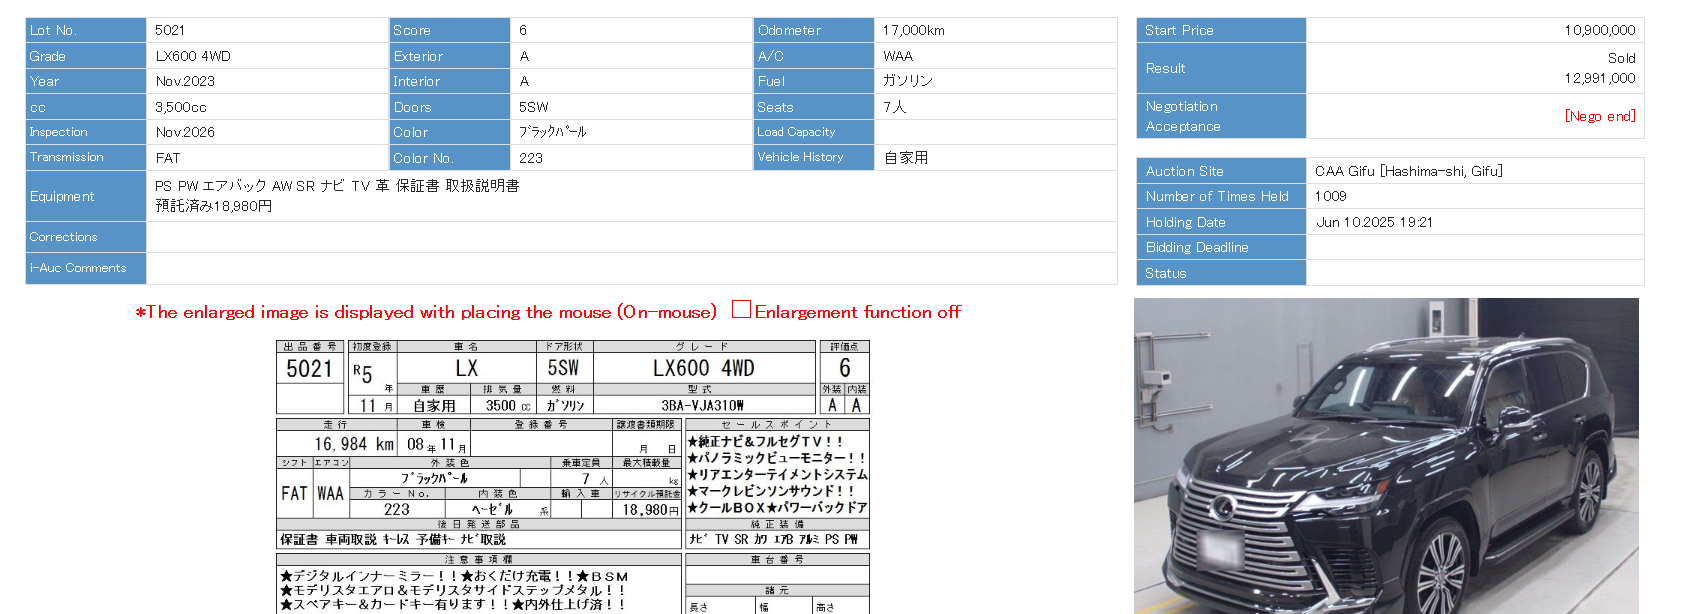 Lot No. 5021 Score 6 Odometer 17,000km
Grade LX600 4WD Exterior A A/C WAA
Year Nov.2023 Interior A Fuel ガソリン
cc 3,500cc Doors 5SW Seats 7人
Inspection Nov.2026 Color ﾌﾞﾗｯｸﾊﾟｰﾙ Load Capacity
Transmission FAT Color No. 223 Vehicle History 自家用
Equipment PS PW エアバック AW SR ナビ TV 革 保証書 取扱説明書
預託済み18,980円
Corrections
i-Auc Comments
Start Price 10,900,000
Result Sold
12,991,000
Negotiation
Acceptance [Nego end]
Auction Site CAA Gifu [Hashima-shi, Gifu]
Number of Times Held 1009
Holding Date Jun 10.2025 19:21
Bidding Deadline
Status
*The enlarged image is displayed with placing the mouse (On-mouse) Enlargement function off
出品番号 初度登録 車名 ドア形状 グレード 評価点
5021 R5年 LX 5SW LX600 4WD 6
車歴 排気量 燃料 型式 外装 内装
11月 自家用 3500 cc ｶﾞｿﾘﾝ 3BA-VJA310W A A
走行 車検 登録番号 譲渡書類期限 セールスポイント
16,984 km 08年11月 月 日 ★純正ナビ&フルセグTV!!
シフト エアコン 外装色 乗車定員 最大積載量 ★パノラミックビューモニター!!
FAT WAA ﾌﾞﾗｯｸﾊﾟｰﾙ 7人 kg ★リアエンターテイメントシステム
カラーNo. 内装色 輸入車 リサイクル預託金 ★マークレビンソンサウンド!!
223 ﾍｰｾﾞﾙ 系 18,980円 ★クールBOX★パワーバックドア
後日発送部品 純正装備
保証書 車両取説 ｷｰﾚｽ 予備ｷｰ ﾅﾋﾞ取説 ﾅﾋﾞ TV SR ｶﾜ ｴｱB ｱﾙﾐ PS PW
注意事項欄 車台番号
★デジタルインナーミラー!!★おくだけ充電!!★BSM
★モデリスタエアロ&モデリスタサイドステップメタル!! 諸元
★スペアキー&カードキー有ります!!★内外仕上げ済!! 長さ 幅 高さ